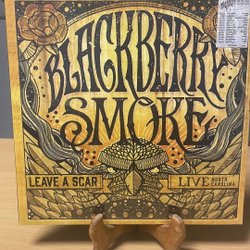 BLACKBERRY
SMOKE
LEAVE A SCAR
LIVE NORTH
CAROLINA